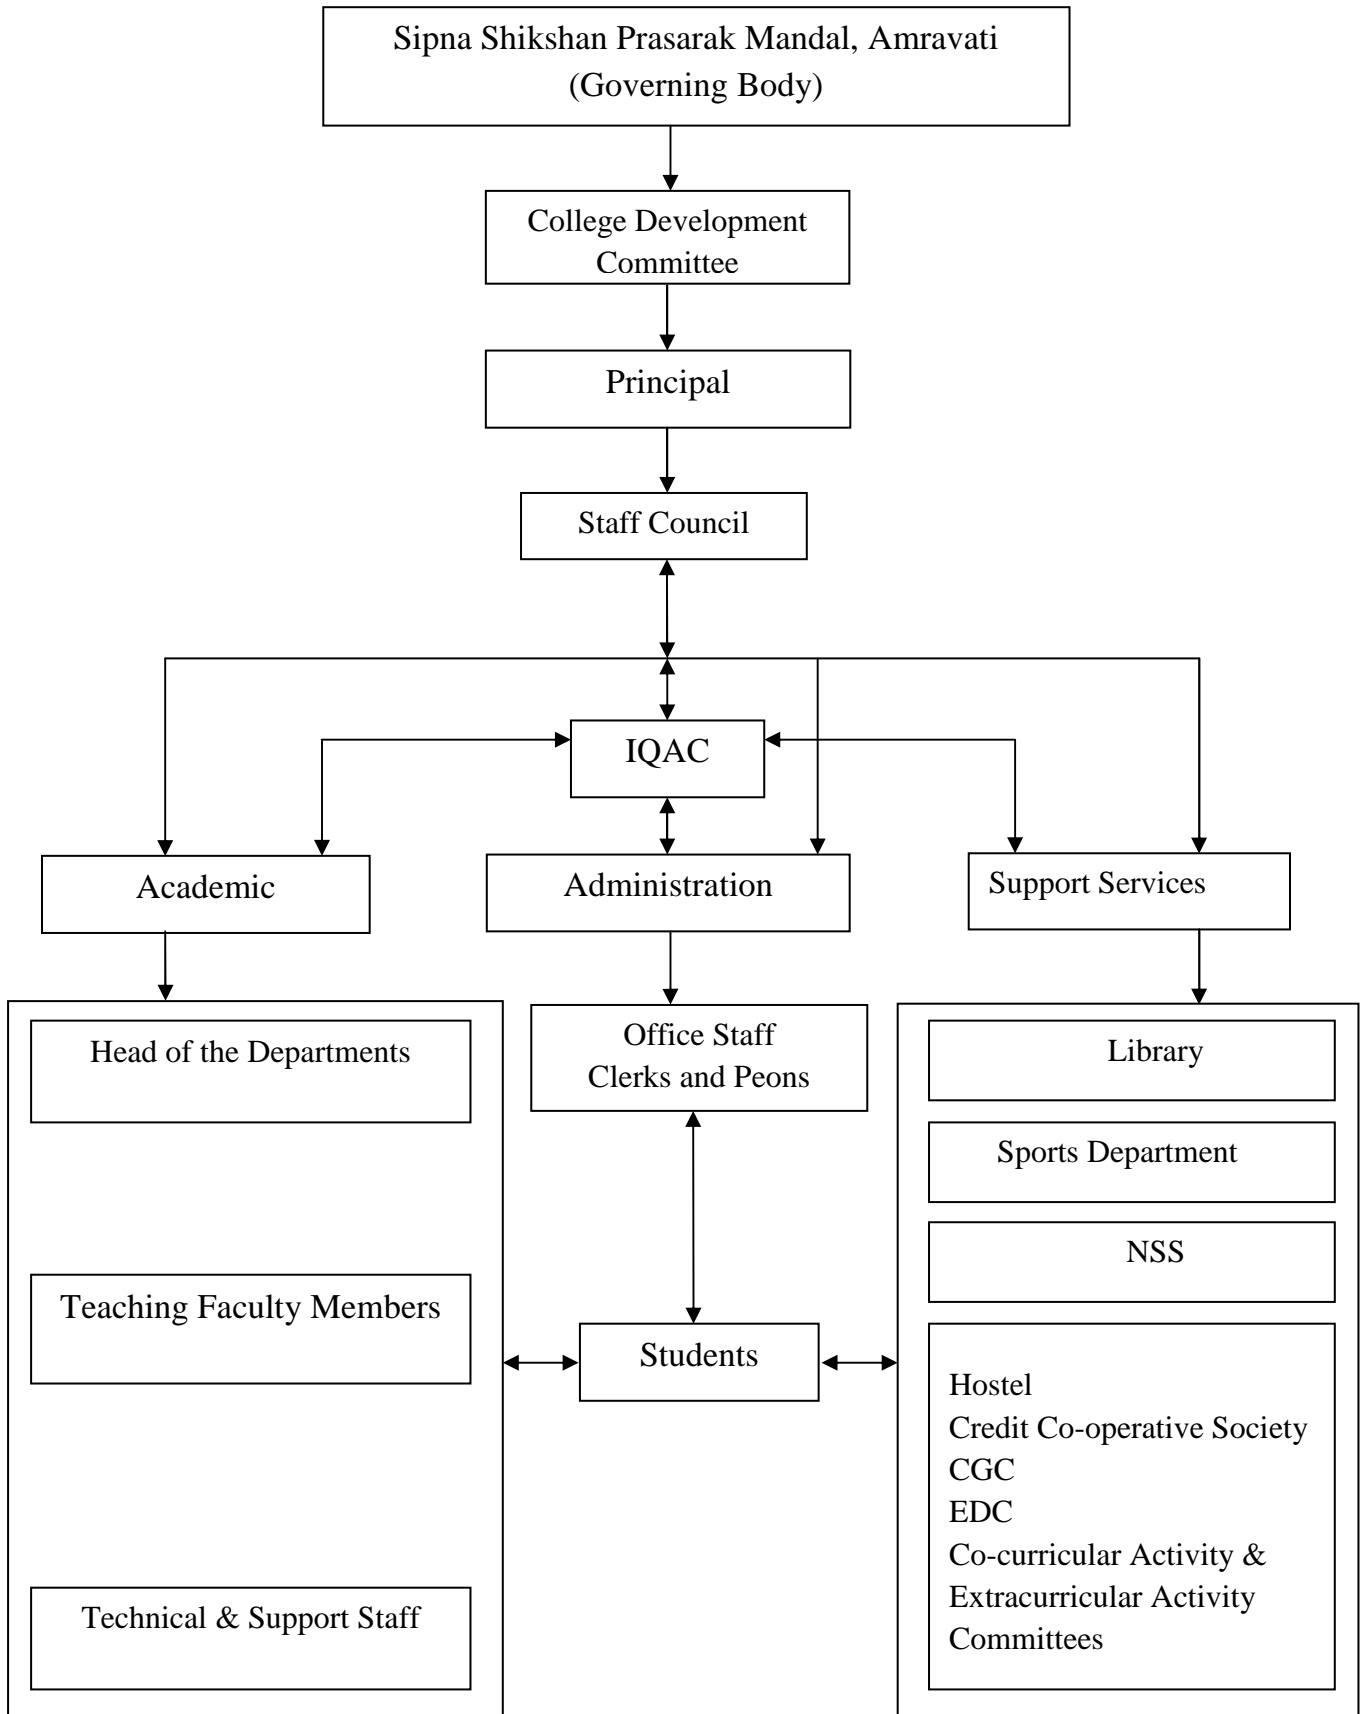 Sipna Shikshan Prasarak Mandal, Amravati
(Governing Body)
College Development
Committee
Principal
Staff Council
IQAC
Academic
Administration
Support Services
Head of the Departments
Teaching Faculty Members
Technical & Support Staff
Office Staff
Clerks and Peons
Students
Library
Sports Department
NSS
Hostel
Credit Co-operative Society
CGC
EDC
Co-curricular Activity &
Extracurricular Activity
Committees